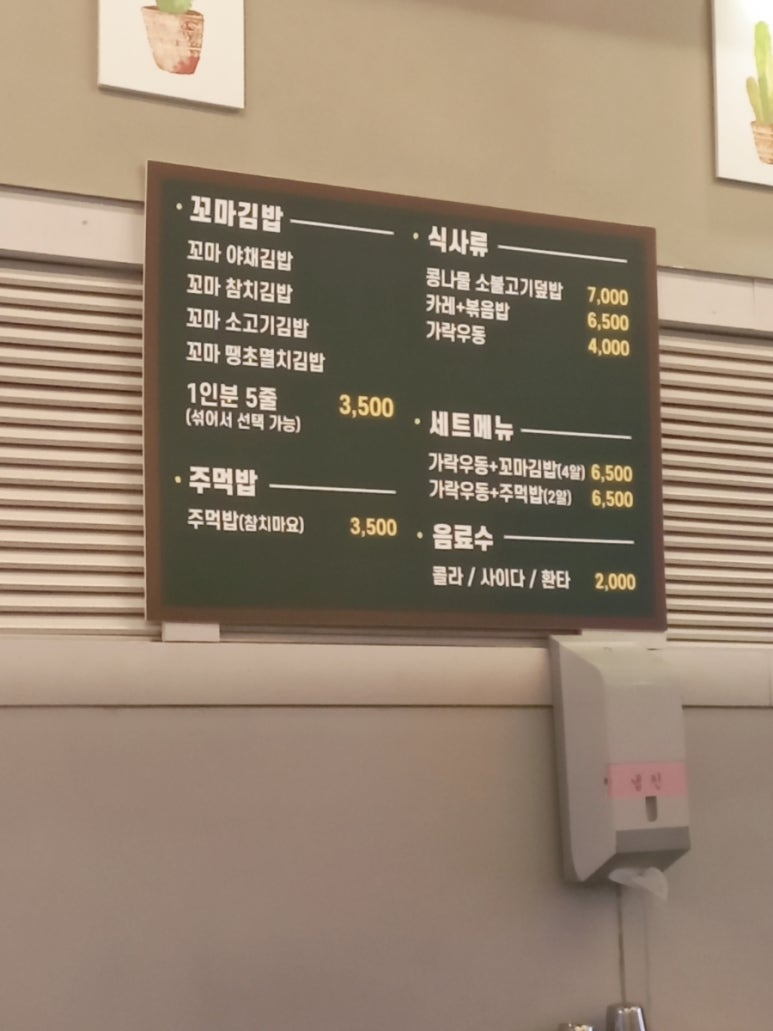 · 꼬마김밥
꼬마 야채김밥
꼬마 참치김밥
꼬마 소고기김밥
꼬마 땡초멸치김밥
1인분 5줄 3,500
(섞어서 선택 가능)
· 주먹밥
주먹밥(참치마요) 3,500
· 식사류
콩나물 소불고기덮밥 7,000
카레+볶음밥 6,500
가락우동 4,000
· 세트메뉴
가락우동+꼬마김밥(4알) 6,500
가락우동+주먹밥(2알) 6,500
· 음료수
콜라 / 사이다 / 환타 2,000
냅킨